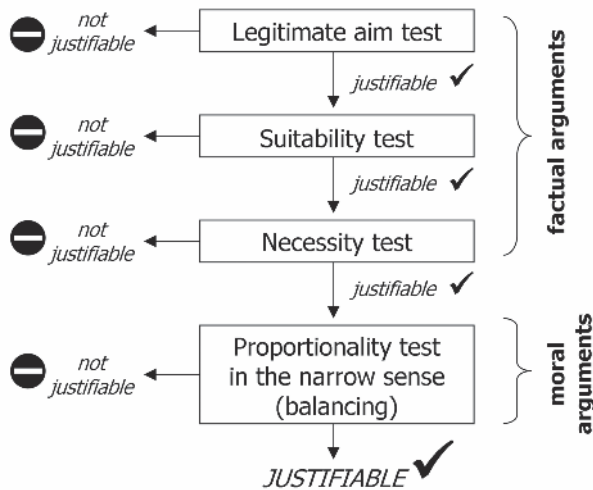 not
justifiable
Legitimate aim test
justifiable
not
justifiable
Suitability test
justifiable
not
justifiable
Necessity test
justifiable
factual arguments
not
justifiable
Proportionality test
in the narrow sense
(balancing)
moral
arguments
JUSTIFIABLE